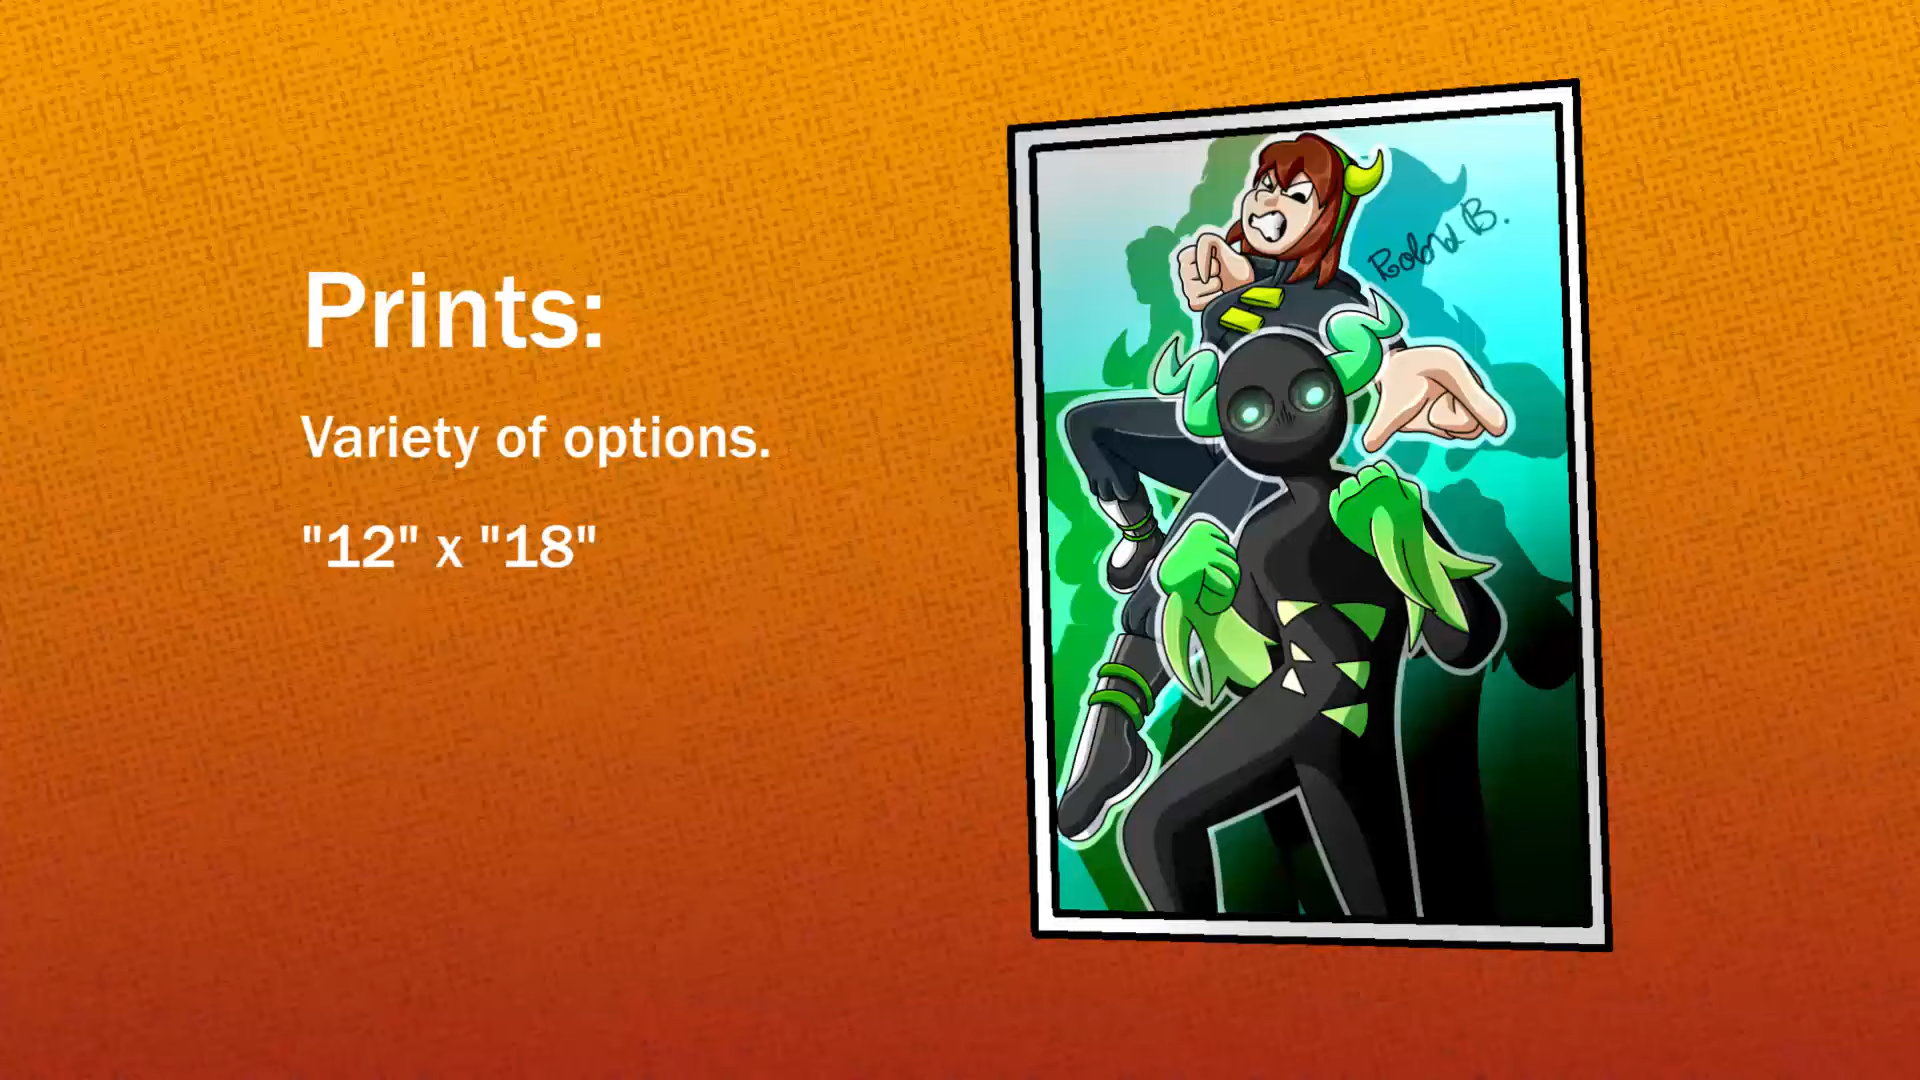 Prints:
Variety of options.
"12" x "18"
B.